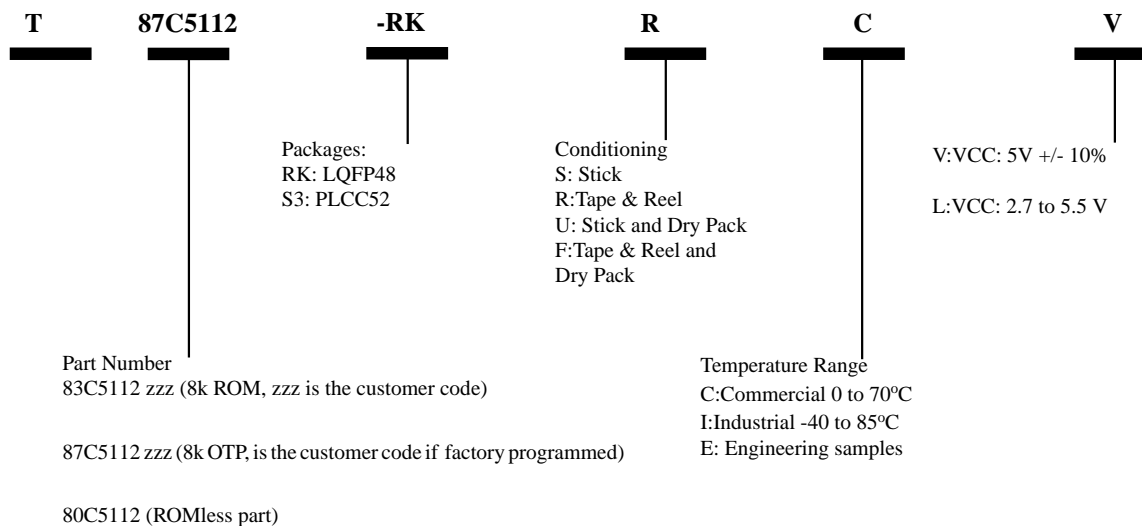 T 87C5112 -RK R C V
Packages:
RK: LQFP48
S3: PLCC52
Conditioning
S: Stick
R:Tape & Reel
U: Stick and Dry Pack
F:Tape & Reel and
Dry Pack
V:VCC: 5V +/- 10%
L:VCC: 2.7 to 5.5 V
Part Number
83C5112 zzz (8k ROM, zzz is the customer code)
87C5112 zzz (8k OTP, is the customer code if factory programmed)
80C5112 (ROMless part)
Temperature Range
C:Commercial 0 to 70°C
I:Industrial -40 to 85°C
E: Engineering samples